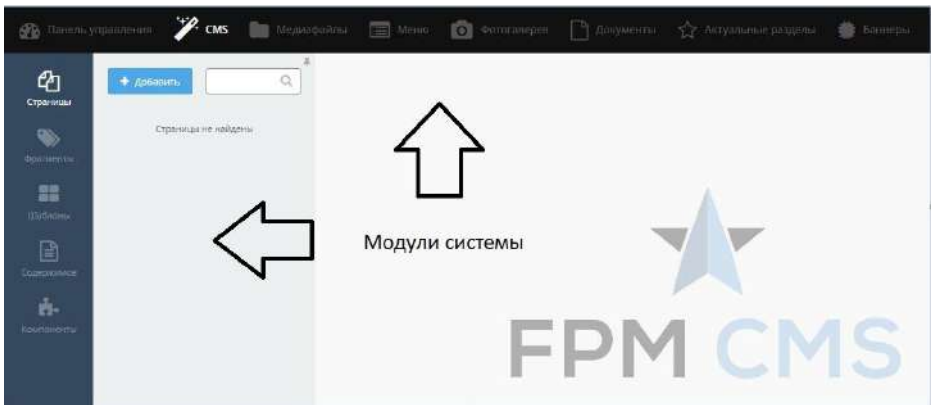 Панель управления
CMS
Медиафайлы
Меню
Фотогалерея
Документы
Актуальные разделы
Баннеры
Страницы
+ Добавить
Страницы не найдены
Фрагменты
Шаблоны
Содержимое
Компоненты
Модули системы
FPM CMS